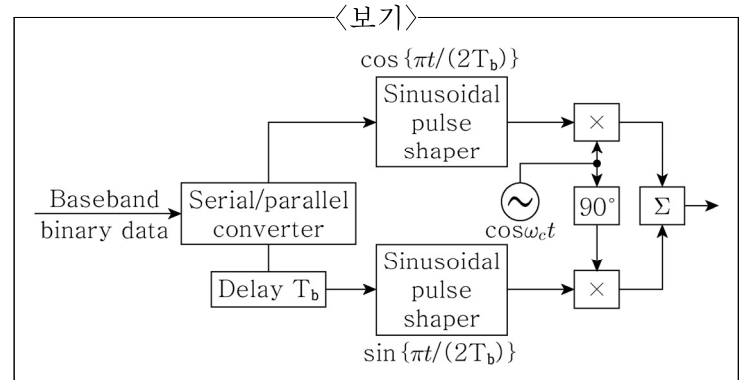 〈보기〉
cos{πt/(2T_b)}
Sinusoidal
pulse
shaper
×
Baseband
binary data
Serial/parallel
converter
~
cosω_ct
90°
Σ
Delay T_b
Sinusoidal
pulse
shaper
×
sin{πt/(2T_b)}